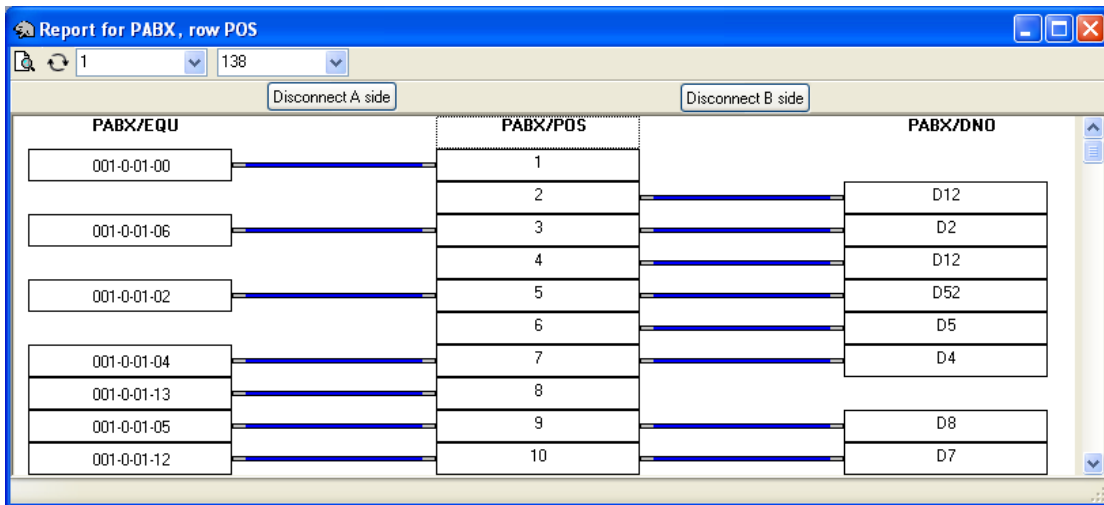 Report for PABX, row POS
1 138
Disconnect A side Disconnect B side
PABX/EQU PABX/POS PABX/DNO
001-0-01-00 1
2 D12
001-0-01-06 3 D2
4 D12
001-0-01-02 5 D52
6 D5
001-0-01-04 7 D4
001-0-01-13 8
001-0-01-05 9 D8
001-0-01-12 10 D7